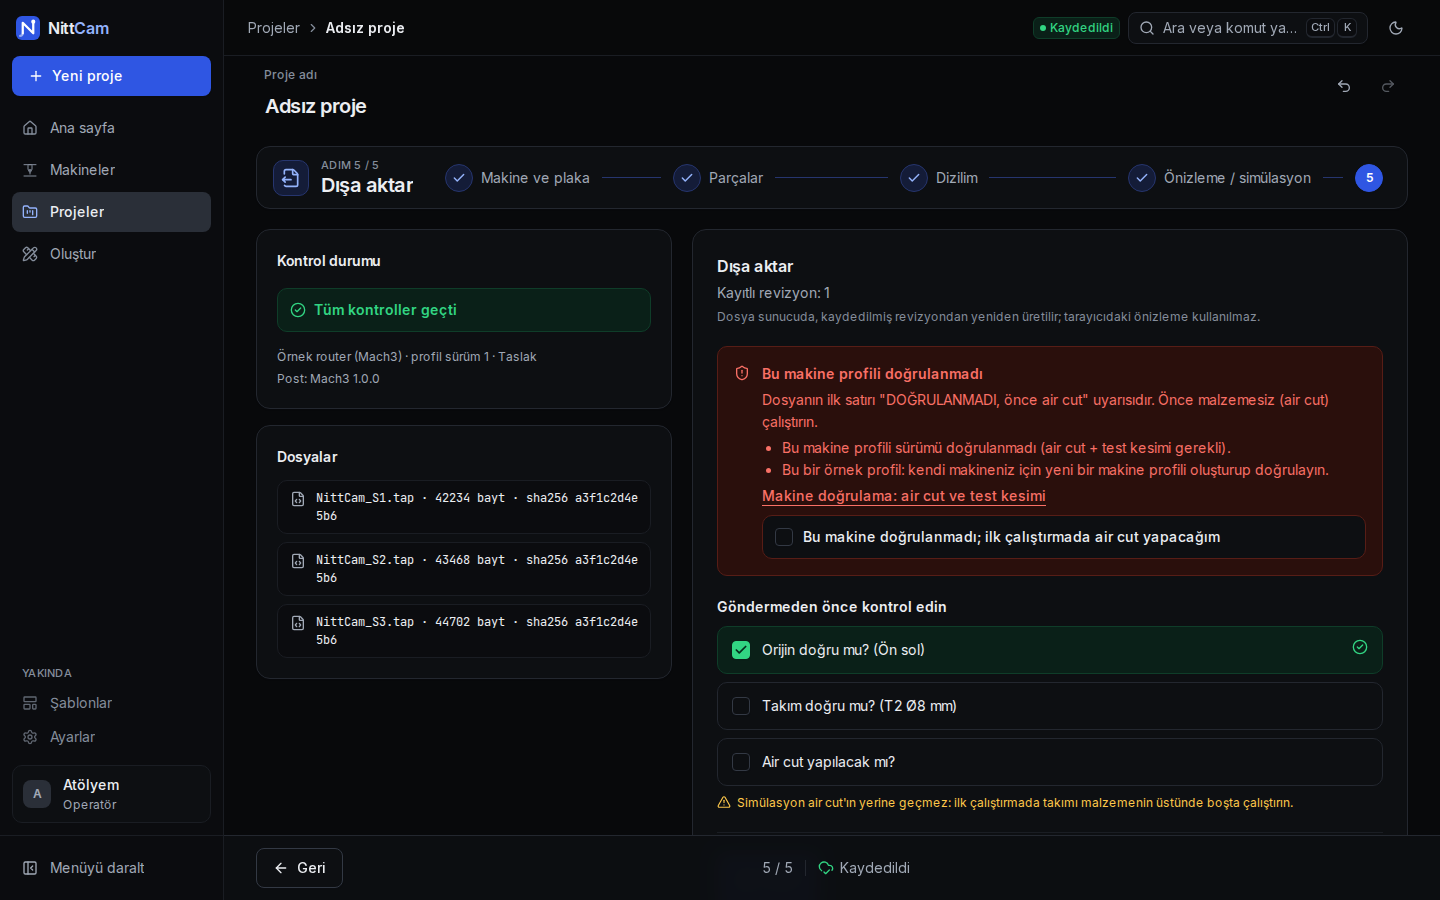 NittCam
Yeni proje
Ana sayfa
Makineler
Projeler
Oluştur
YAKINDA
Şablonlar
Ayarlar
A
Atölyem
Operatör
Menüyü daralt
Projeler > Adsız proje
Kaydedildi
Ara veya komut ya... Ctrl K
Proje adı
Adsız proje
ADIM 5 / 5
Dışa aktar
Makine ve plaka
Parçalar
Dizilim
Önizleme / simülasyon
5
Kontrol durumu
Tüm kontroller geçti
Örnek router (Mach3) · profil sürüm 1 · Taslak
Post: Mach3 1.0.0
Dosyalar
NittCam_S1.tap · 42234 bayt · sha256 a3f1c2d4e
5b6
NittCam_S2.tap · 43468 bayt · sha256 a3f1c2d4e
5b6
NittCam_S3.tap · 44702 bayt · sha256 a3f1c2d4e
5b6
Dışa aktar
Kayıtlı revizyon: 1
Dosya sunucuda, kaydedilmiş revizyondan yeniden üretilir; tarayıcıdaki önizleme kullanılmaz.
Bu makine profili doğrulanmadı
Dosyanın ilk satırı "DOĞRULANMADI, önce air cut" uyarısıdır. Önce malzemesiz (air cut)
çalıştırın.
• Bu makine profili sürümü doğrulanmadı (air cut + test kesimi gerekli).
• Bu bir örnek profil: kendi makineniz için yeni bir makine profili oluşturup doğrulayın.
Makine doğrulama: air cut ve test kesimi
Bu makine doğrulanmadı; ilk çalıştırmada air cut yapacağım
Göndermeden önce kontrol edin
Orijin doğru mu? (Ön sol)
Takım doğru mu? (T2 Ø8 mm)
Air cut yapılacak mı?
Simülasyon air cut'ın yerine geçmez: ilk çalıştırmada takımı malzemenin üstünde boşta çalıştırın.
Geri
5 / 5
Kaydedildi